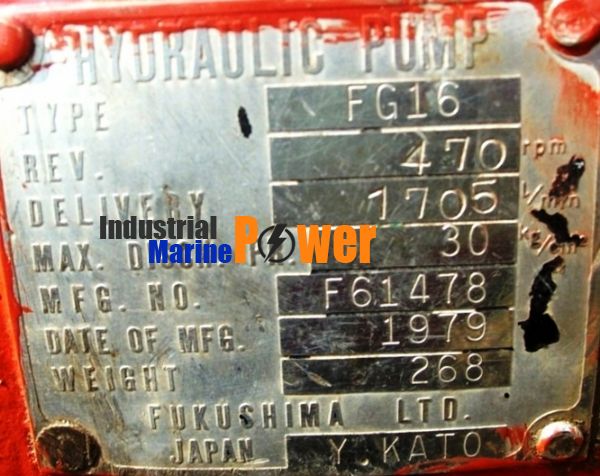 HYDRAULIC PUMP
TYPE FG16
REV. 470 rpm
DELIVERY 1705 L/min
Industrial
Marine Power
MAX. 30 kg/cm²
MFG. NO. F61478
DATE OF MFG. 1979
WEIGHT 268
FUKUSHIMA LTD.
JAPAN Y. KATO